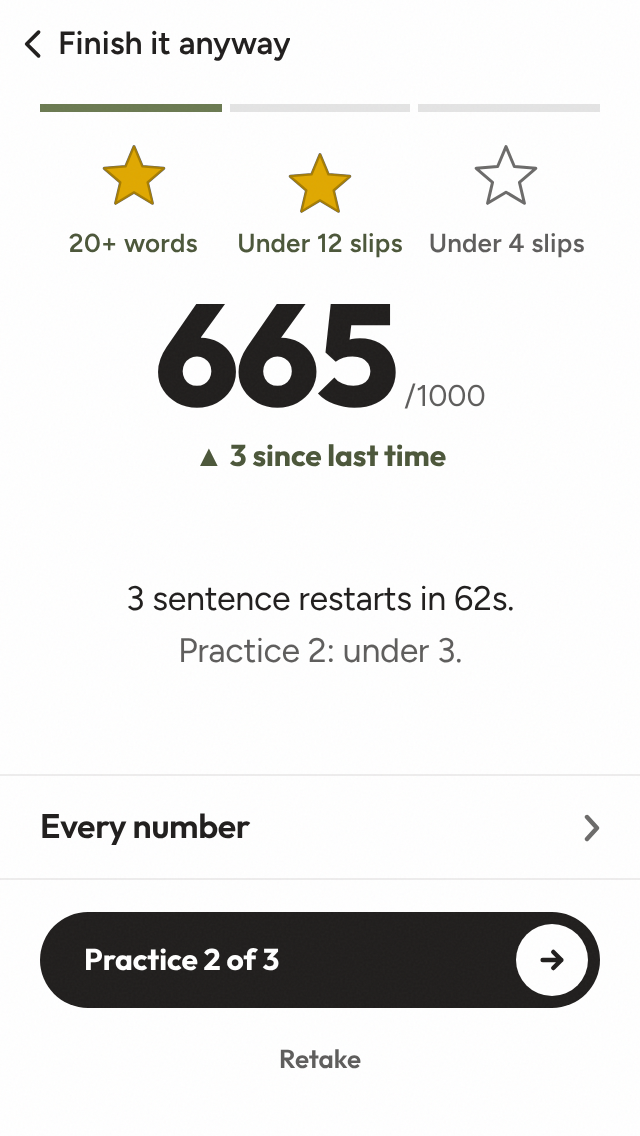 Finish it anyway
20+ words
Under 12 slips
Under 4 slips
665/1000
▲ 3 since last time
3 sentence restarts in 62s.
Practice 2: under 3.
Every number
Practice 2 of 3
Retake